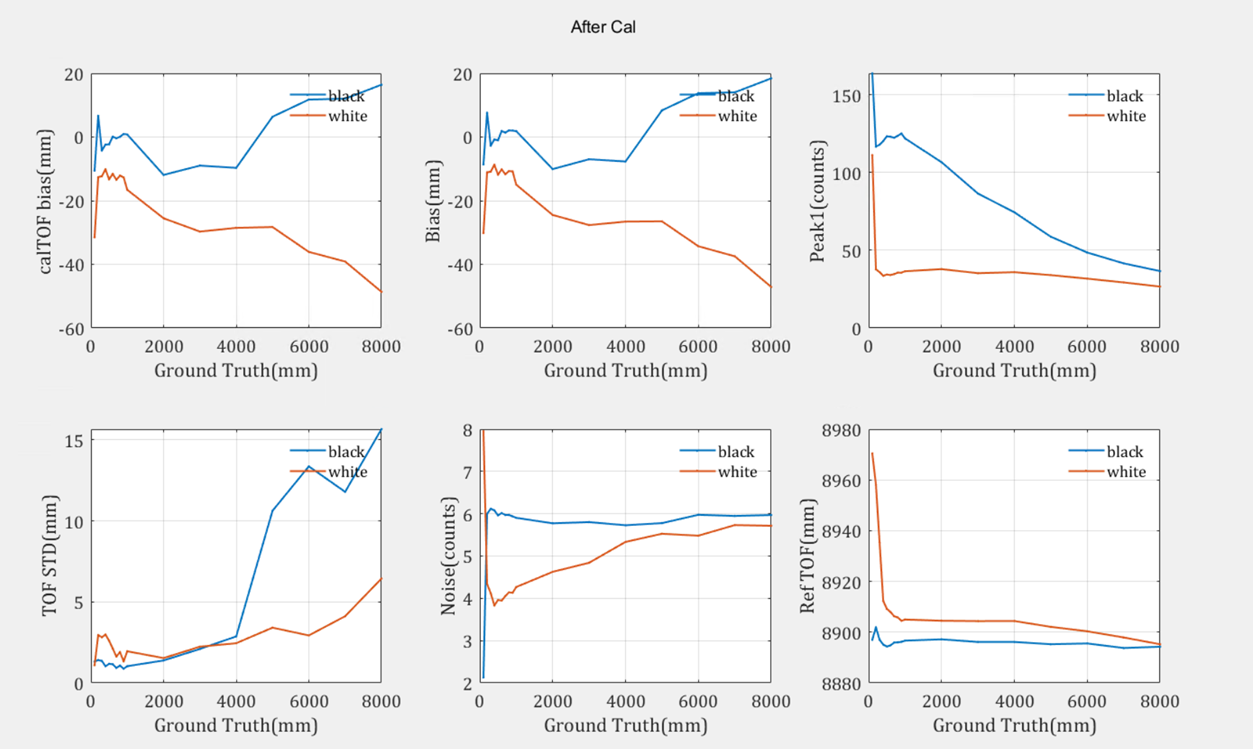 After Cal
20
0
-20
-40
-60
calTOF bias(mm)
black
white
0 2000 4000 6000 8000
Ground Truth(mm)
20
0
-20
-40
-60
Bias(mm)
black
white
0 2000 4000 6000 8000
Ground Truth(mm)
150
100
50
0
Peak1(counts)
black
white
0 2000 4000 6000 8000
Ground Truth(mm)
15
10
5
0
TOF STD(mm)
black
white
0 2000 4000 6000 8000
Ground Truth(mm)
8
7
6
5
4
3
2
Noise(counts)
black
white
0 2000 4000 6000 8000
Ground Truth(mm)
8980
8960
8940
8920
8900
8880
RefTOF(mm)
black
white
0 2000 4000 6000 8000
Ground Truth(mm)